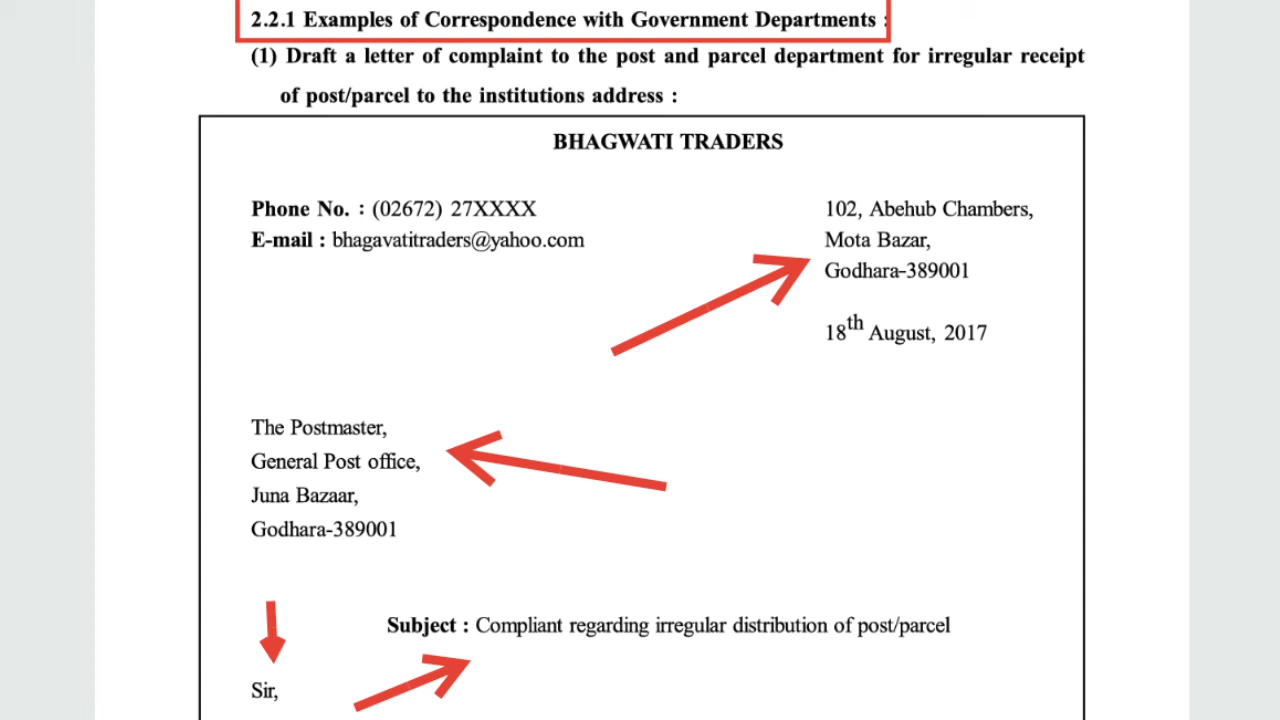 2.2.1 Examples of Correspondence with Government Departments :
(1) Draft a letter of complaint to the post and parcel department for irregular receipt
of post/parcel to the institutions address :
BHAGWATI TRADERS
Phone No. : (02672) 27XXXX
E-mail : bhagavatitraders@yahoo.com
102, Abehub Chambers,
Mota Bazar,
Godhara-389001
18th August, 2017
The Postmaster,
General Post office,
Juna Bazaar,
Godhara-389001
Subject : Compliant regarding irregular distribution of post/parcel
Sir,